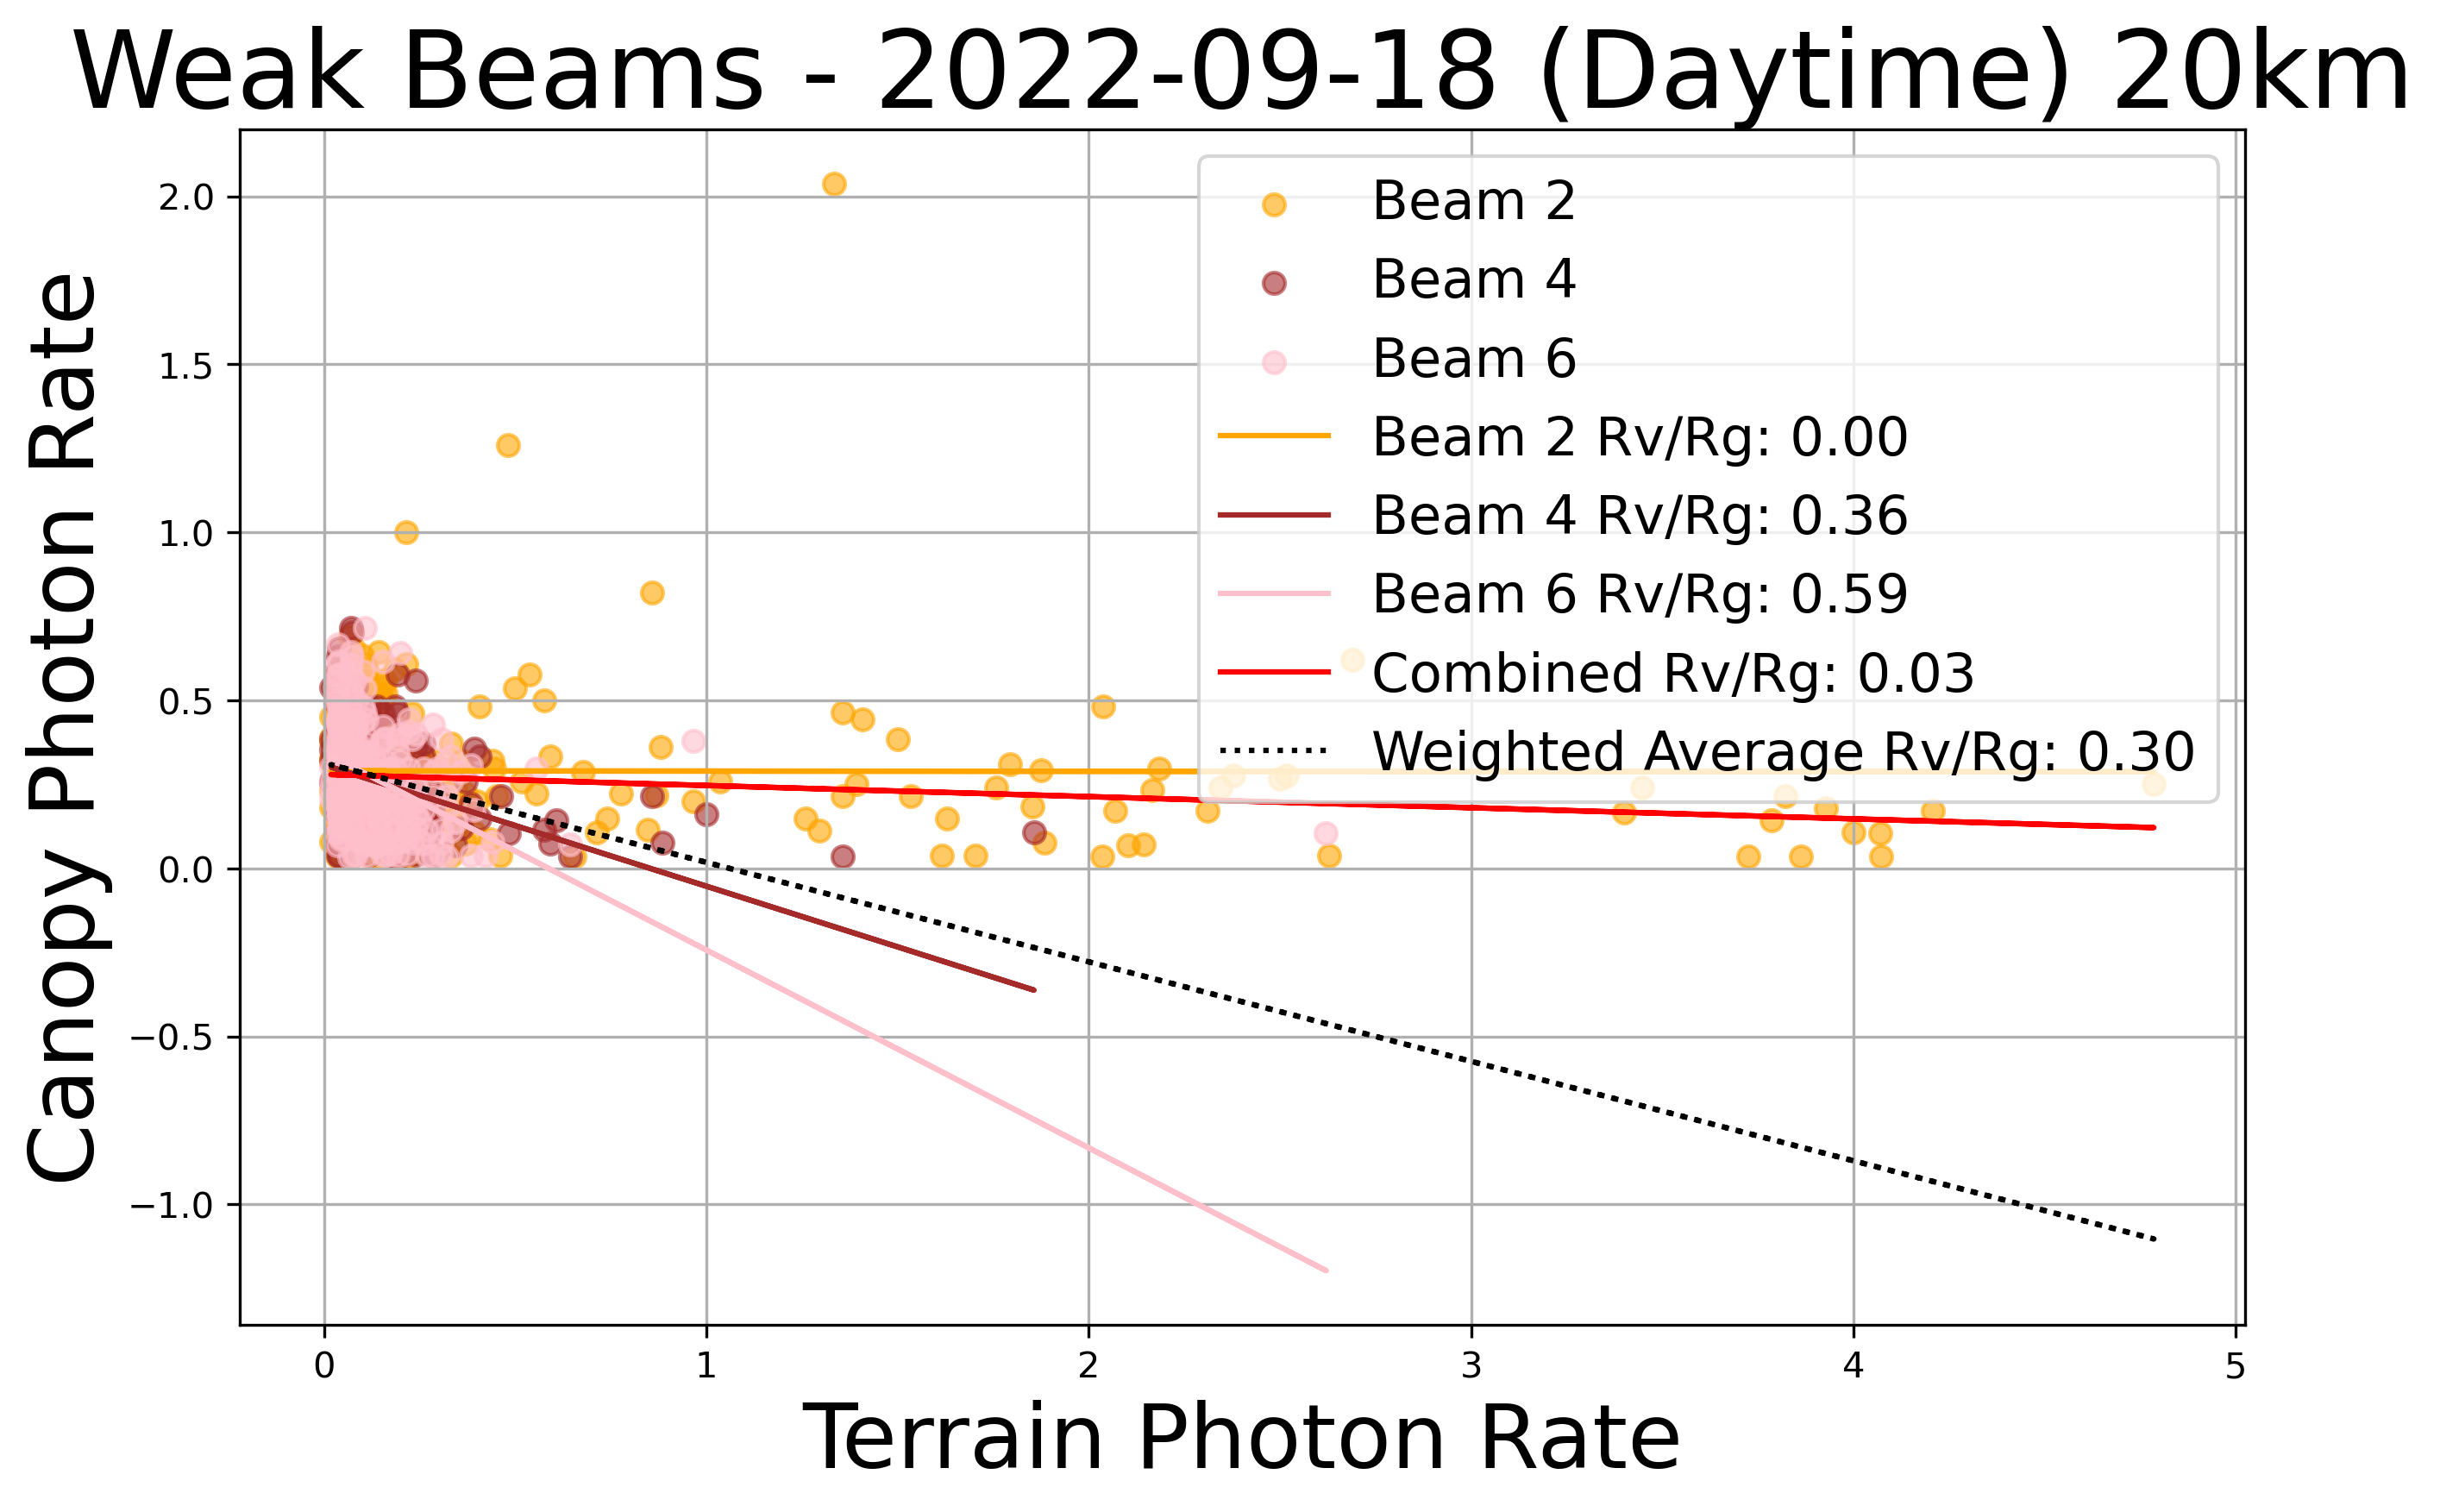 Weak Beams - 2022-09-18 (Daytime) 20km
Canopy Photon Rate
2.0
1.5
1.0
0.5
0.0
−0.5
−1.0
Beam 2
Beam 4
Beam 6
Beam 2 Rv/Rg: 0.00
Beam 4 Rv/Rg: 0.36
Beam 6 Rv/Rg: 0.59
Combined Rv/Rg: 0.03
Weighted Average Rv/Rg: 0.30
0 1 2 3 4 5
Terrain Photon Rate